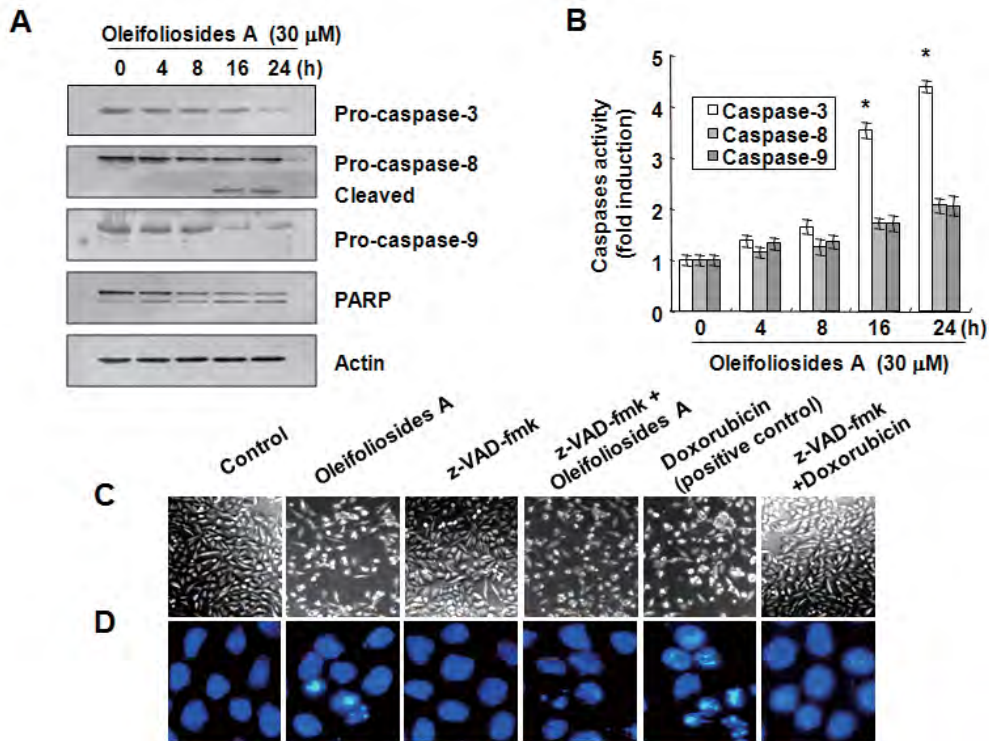 A
Oleifoliosides A (30 μM)
0 4 8 16 24 (h)
Pro-caspase-3
Pro-caspase-8
Cleaved
Pro-caspase-9
PARP
Actin
B
Caspases activity
(fold induction)
5
4
3
2
1
0
Caspase-3
Caspase-8
Caspase-9
*
*
0 4 8 16 24 (h)
Oleifoliosides A (30 μM)
Control
Oleifoliosides A
z-VAD-fmk
z-VAD-fmk +
Oleifoliosides A
Doxorubicin
(positive control)
z-VAD-fmk
+Doxorubicin
C
D